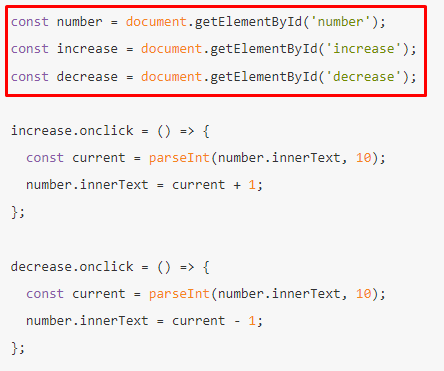 const number = document.getElementById('number');
const increase = document.getElementById('increase');
const decrease = document.getElementById('decrease');
increase.onclick = () => {
const current = parseInt(number.innerText, 10);
number.innerText = current + 1;
};
decrease.onclick = () => {
const current = parseInt(number.innerText, 10);
number.innerText = current - 1;
};